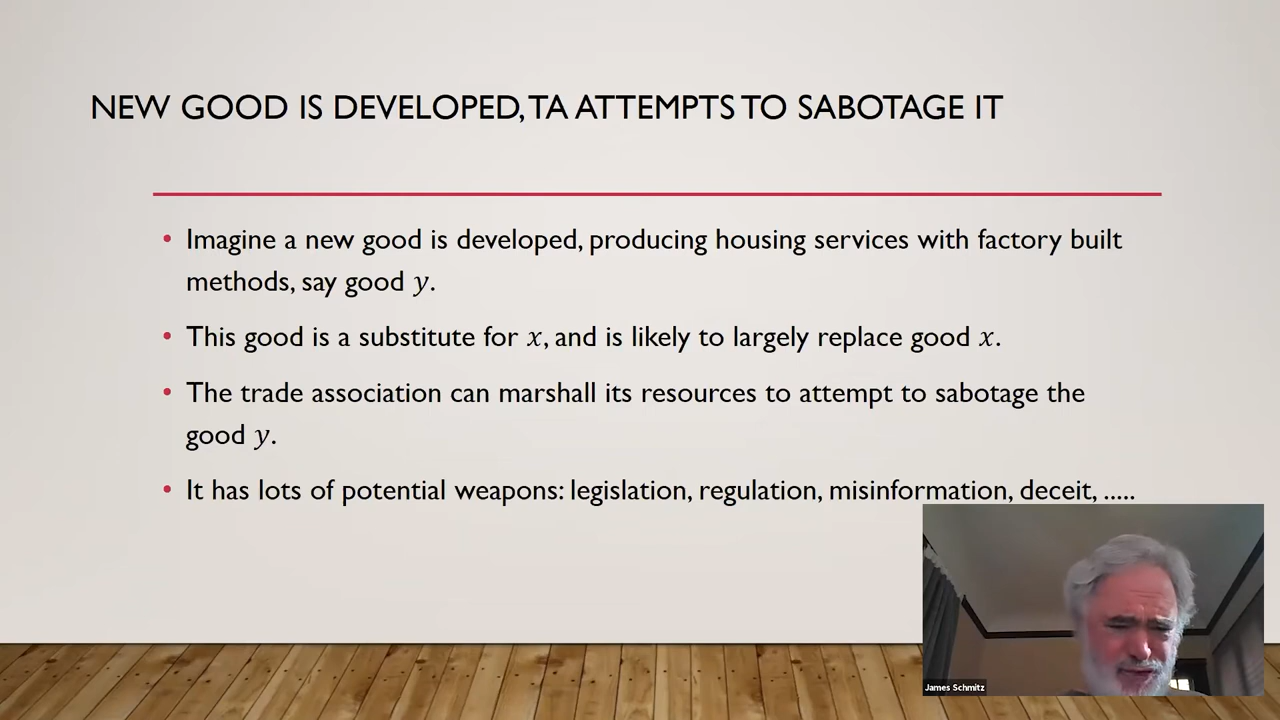 NEW GOOD IS DEVELOPED, TA ATTEMPTS TO SABOTAGE IT
• Imagine a new good is developed, producing housing services with factory built
methods, say good y.
• This good is a substitute for x, and is likely to largely replace good x.
• The trade association can marshall its resources to attempt to sabotage the
good y.
• It has lots of potential weapons: legislation, regulation, misinformation, deceit, .....
James Schmitz